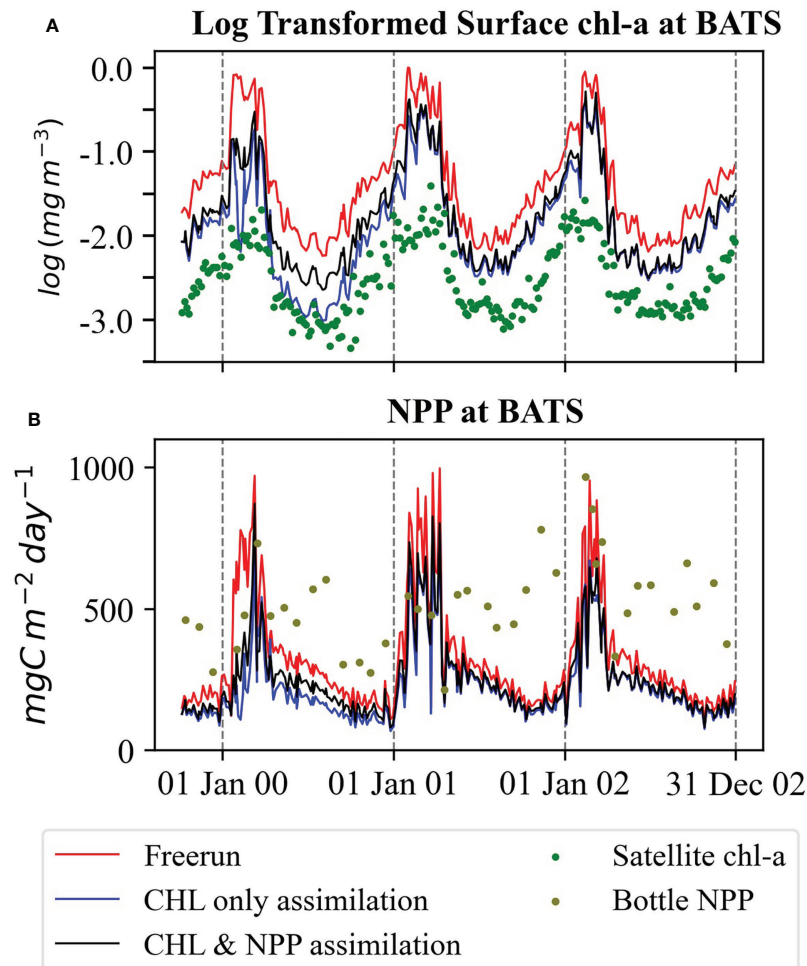 A
Log Transformed Surface chl-a at BATS
0.0
-1.0
-2.0
-3.0
log (mg m⁻³)
B
NPP at BATS
1000
500
0
mgC m⁻² day⁻¹
01 Jan 00 01 Jan 01 01 Jan 02 31 Dec 02
Freerun
CHL only assimilation
CHL & NPP assimilation
Satellite chl-a
Bottle NPP